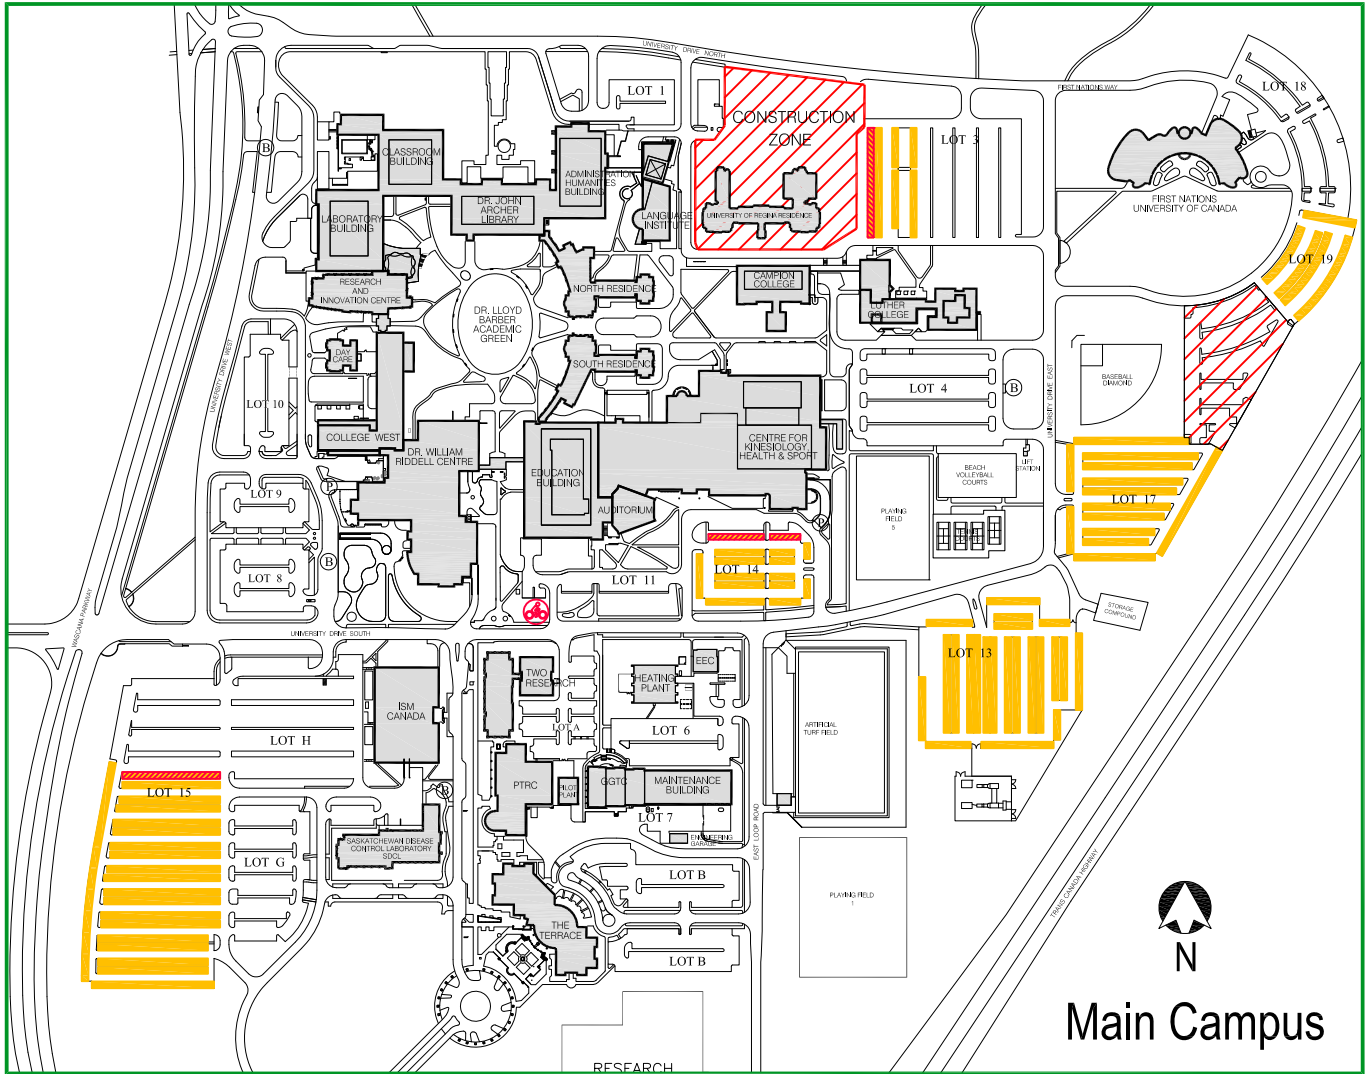 UNIVERSITY DRIVE NORTH
LOT 1
CONSTRUCTION
ZONE
FIRST NATIONS WAY
LOT 18
LOT 3
B
CLASSROOM
BUILDING
ADMINISTRATION
HUMANITIES
BUILDING
DR. JOHN
ARCHER
LIBRARY
LABORATORY
BUILDING
LANGUAGE
INSTITUTE
UNIVERSITY OF REGINA RESIDENCE
FIRST NATIONS
UNIVERSITY OF CANADA
LOT 19
RESEARCH
AND
INNOVATION CENTRE
NORTH RESIDENCE
CAMPION
COLLEGE
LUTHER
COLLEGE
DR. LLOYD
BARBER
ACADEMIC
GREEN
DAY
CARE
SOUTH RESIDENCE
UNIVERSITY DRIVE WEST
LOT 10
LOT 4
B
UNIVERSITY DRIVE EAST
BASEBALL
DIAMOND
COLLEGE WEST
DR. WILLIAM
RIDDELL CENTRE
CENTRE FOR
KINESIOLOGY,
HEALTH & SPORT
EDUCATION
BUILDING
AUDITORIUM
BEACH
VOLLEYBALL
COURTS
LIFT
STATION
LOT 17
P
LOT 9
PLAYING
FIELD
5
P
LOT 14
LOT 11
LOT 8
B
STORAGE
COMPOUND
WASCANA PARKWAY
UNIVERSITY DRIVE SOUTH
LOT 13
TWO
RESEARCH
HEATING
PLANT
EEC
ISM
CANADA
LOT A
LOT 6
LOT H
ARTIFICIAL
TURF FIELD
LOT 15
B
PTRC
PILOT
PLANT
GGTC
MAINTENANCE
BUILDING
LOT 7
ENGINEERING
GARAGE
EAST LOOP ROAD
SASKATCHEWAN DISEASE
CONTROL LABORATORY
SDCL
LOT G
LOT B
PLAYING FIELD
1
TRANS CANADA HIGHWAY
THE
TERRACE
LOT B
N
Main Campus
RESEARCH